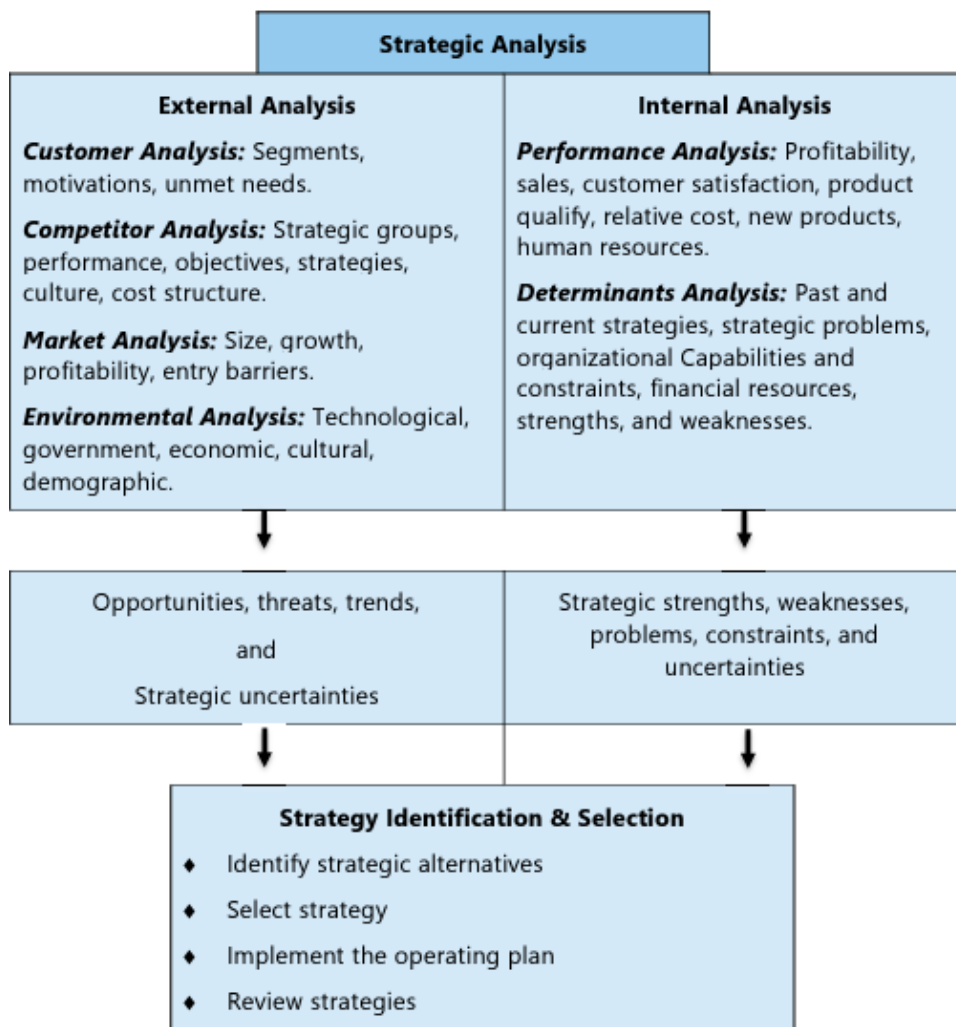 Strategic Analysis
External Analysis
Customer Analysis: Segments,
motivations, unmet needs.
Competitor Analysis: Strategic groups,
performance, objectives, strategies,
culture, cost structure.
Market Analysis: Size, growth,
profitability, entry barriers.
Environmental Analysis: Technological,
government, economic, cultural,
demographic.
Internal Analysis
Performance Analysis: Profitability,
sales, customer satisfaction, product
qualify, relative cost, new products,
human resources.
Determinants Analysis: Past and
current strategies, strategic problems,
organizational Capabilities and
constraints, financial resources,
strengths, and weaknesses.
Opportunities, threats, trends,
and
Strategic uncertainties
Strategic strengths, weaknesses,
problems, constraints, and
uncertainties
Strategy Identification & Selection
♦ Identify strategic alternatives
♦ Select strategy
♦ Implement the operating plan
♦ Review strategies